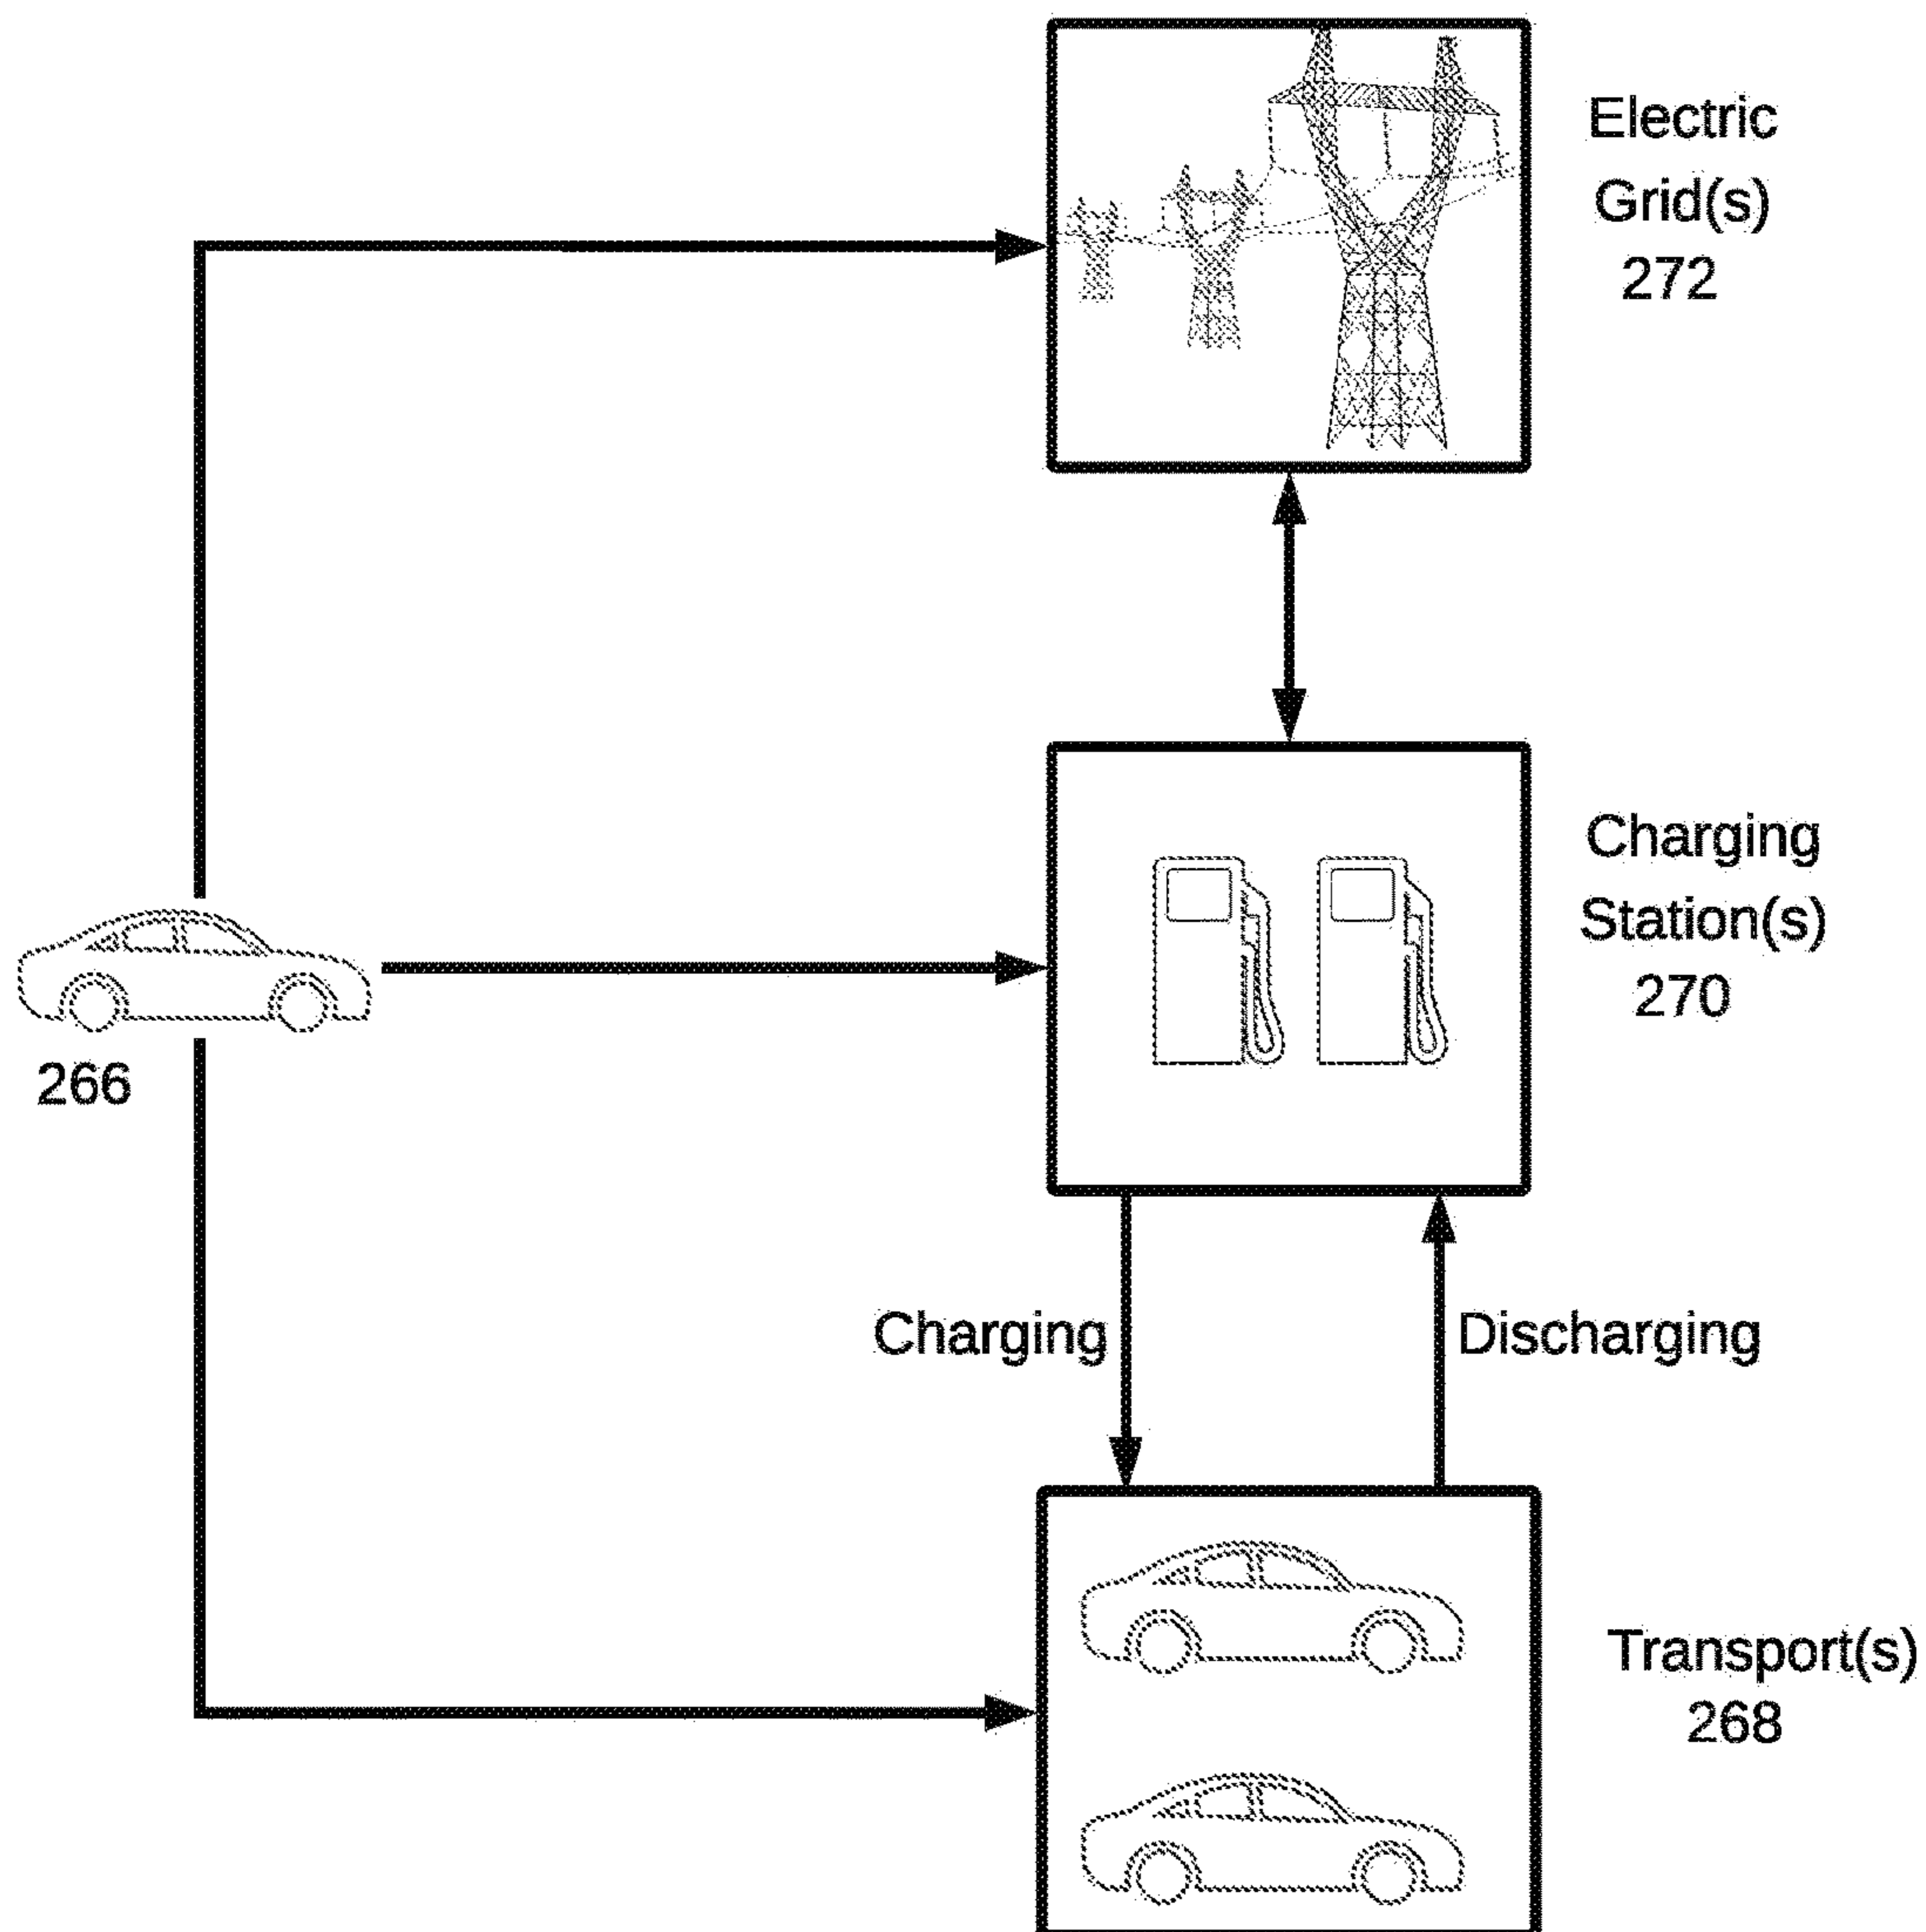 Electric
Grid(s)
272
Charging
Station(s)
270
266
Charging
Discharging
Transport(s)
268